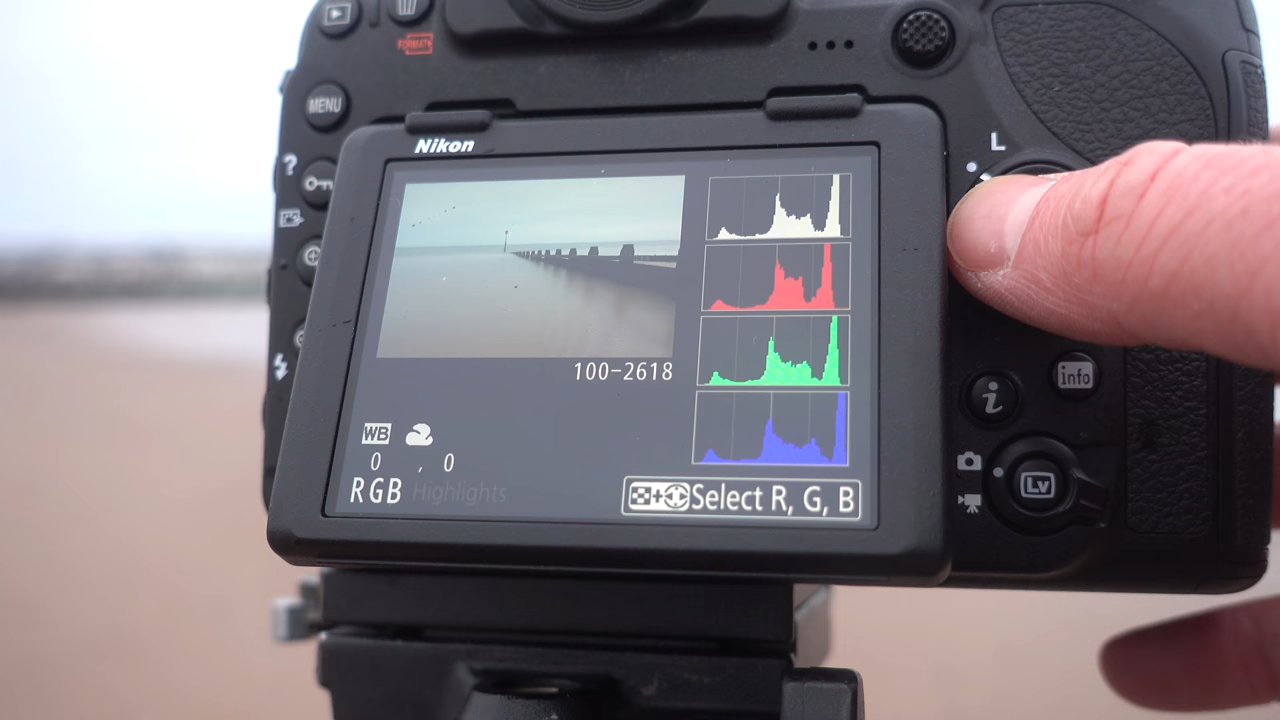 FORMAT
MENU
?
Nikon
L
100-2618
WB
0 , 0
RGB Highlights
Select R, G, B
i
info
Lv